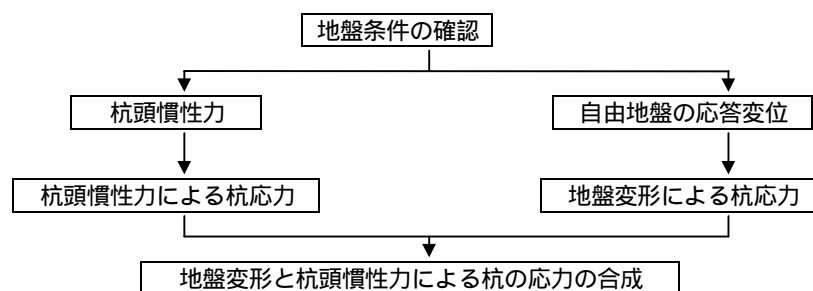 地盤条件の確認
杭頭慣性力
自由地盤の応答変位
杭頭慣性力による杭応力
地盤変形による杭応力
地盤変形と杭頭慣性力による杭の応力の合成